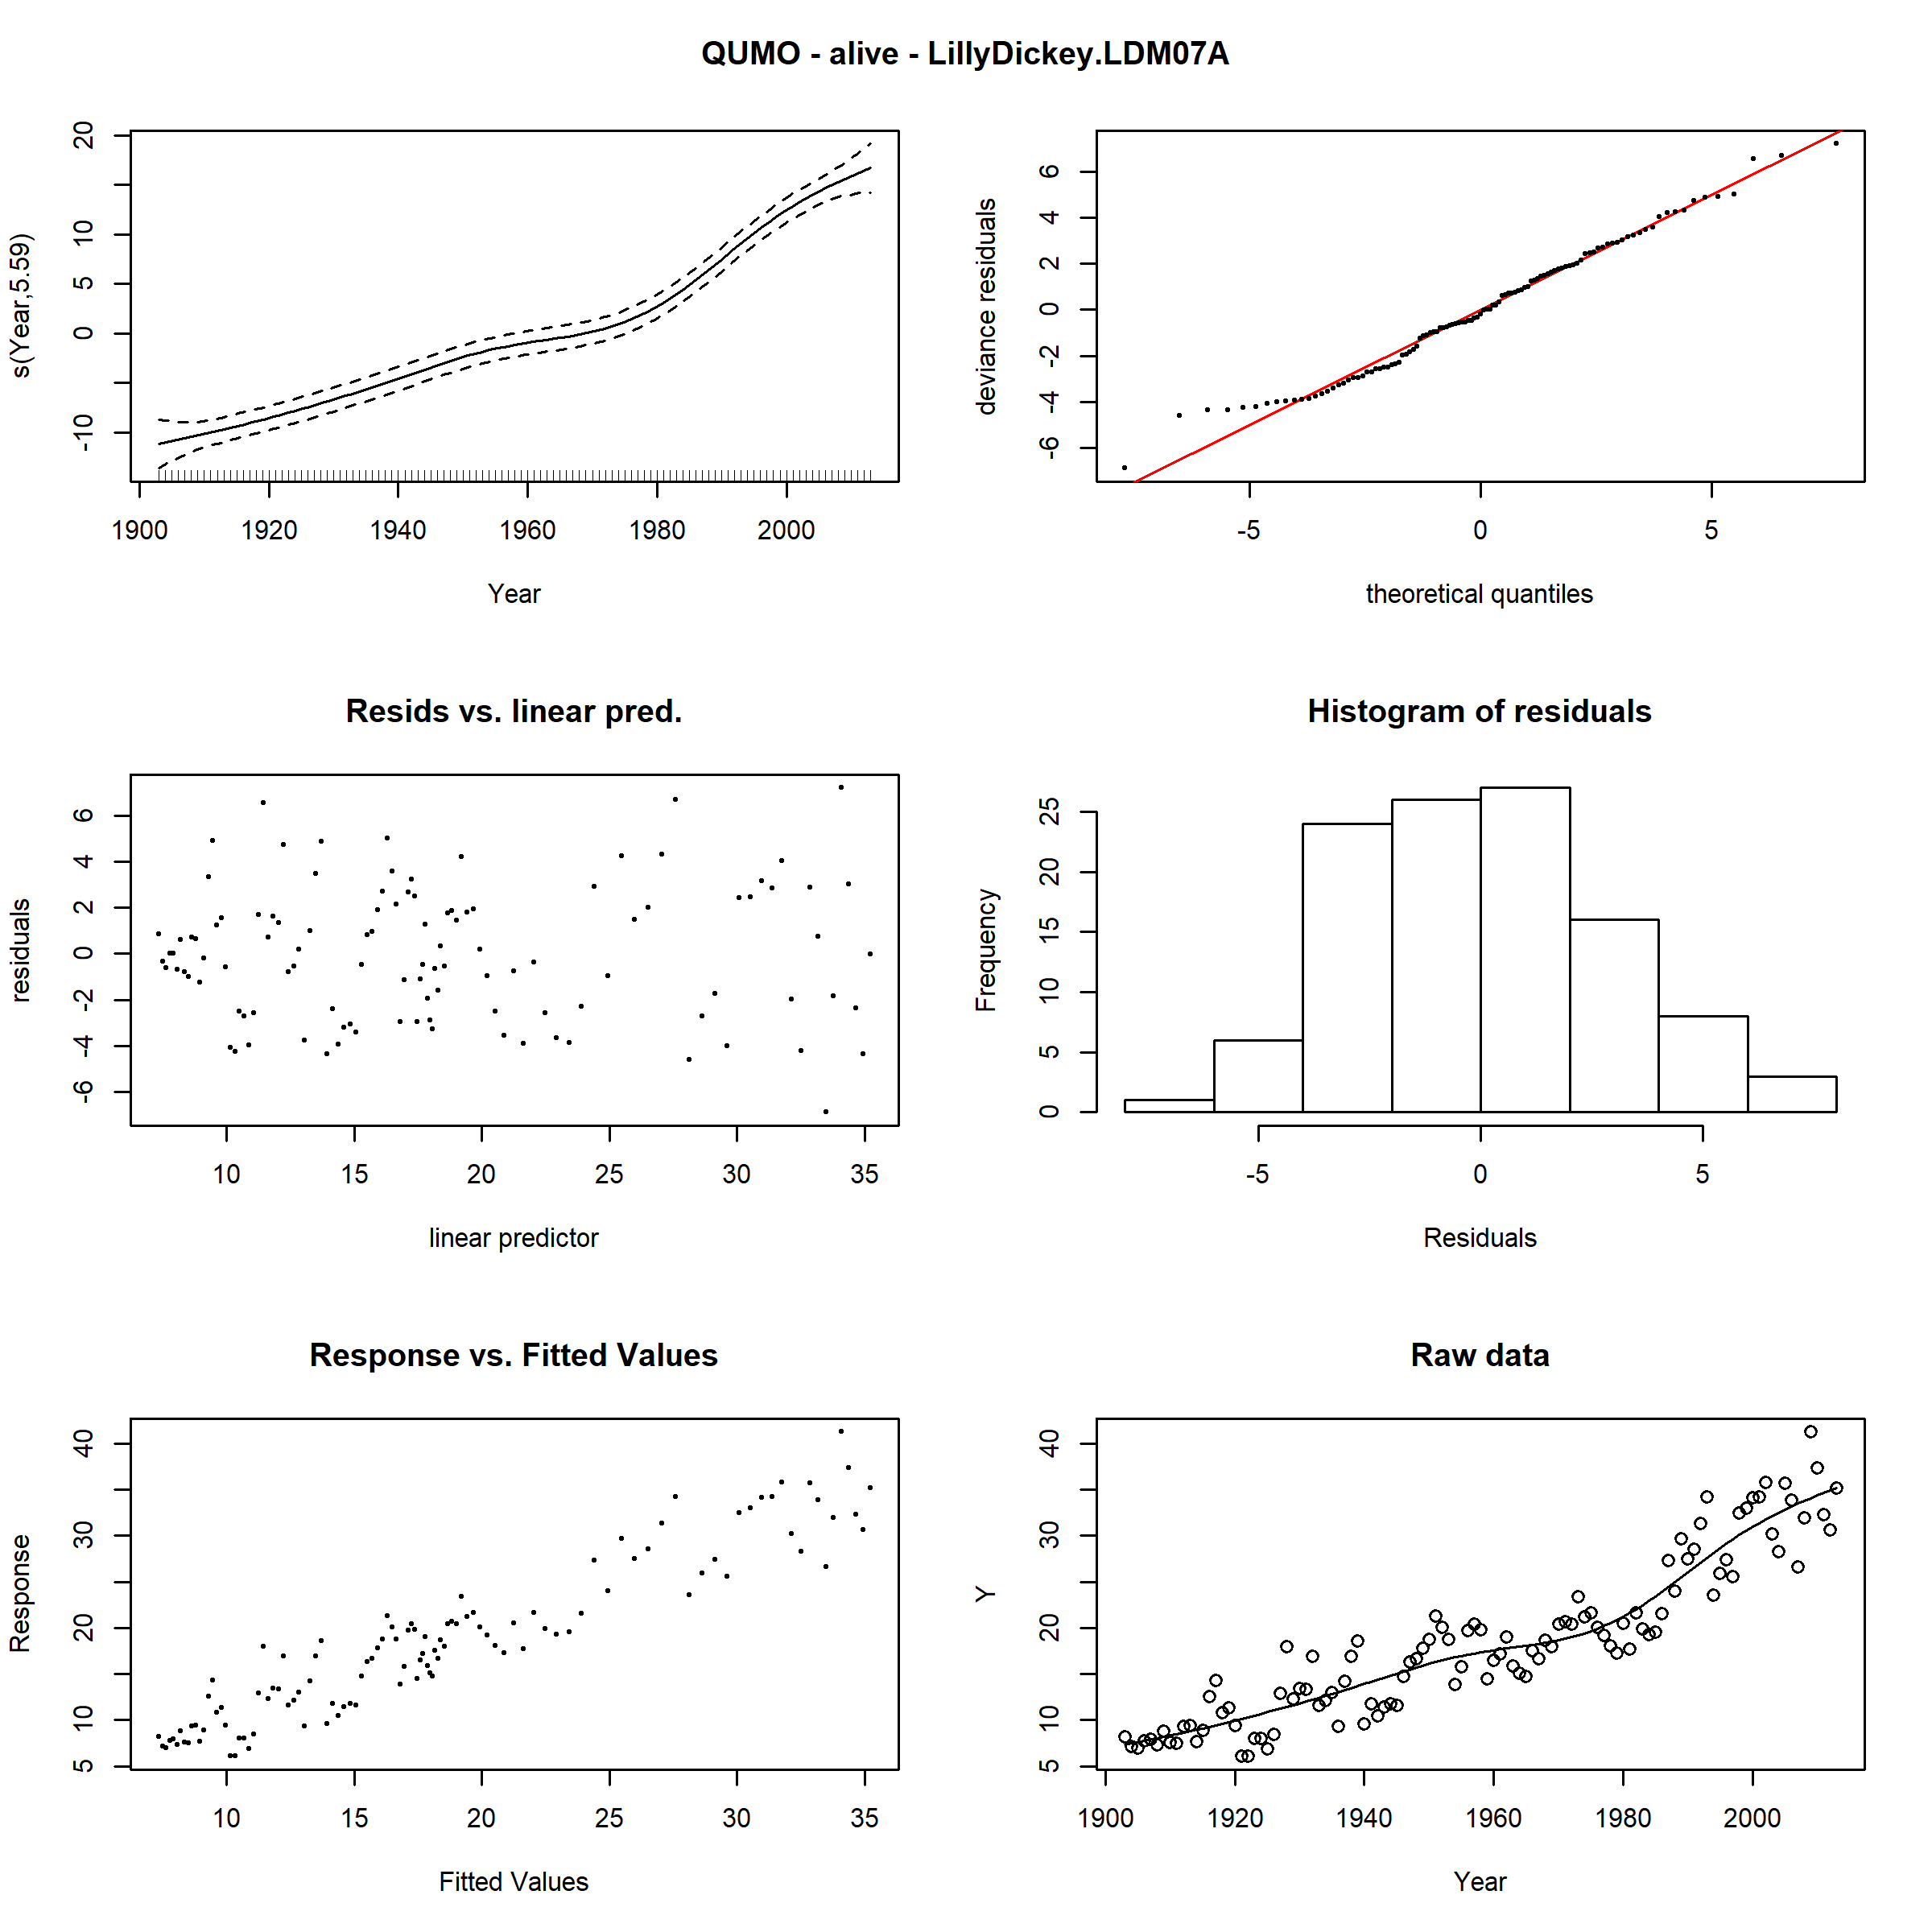 QUMO - alive - LillyDickey.LDM07A
s(Year,5.59)
20
10
5
0
-10
1900 1920 1940 1960 1980 2000
Year
deviance residuals
6
4
2
0
-2
-4
-6
-5 0 5
theoretical quantiles
Resids vs. linear pred.
residuals
6
4
2
0
-2
-4
-6
10 15 20 25 30 35
linear predictor
Histogram of residuals
Frequency
25
20
15
10
5
0
-5 0 5
Residuals
Response vs. Fitted Values
Response
40
30
20
10
5
10 15 20 25 30 35
Fitted Values
Raw data
Y
40
30
20
10
5
1900 1920 1940 1960 1980 2000
Year